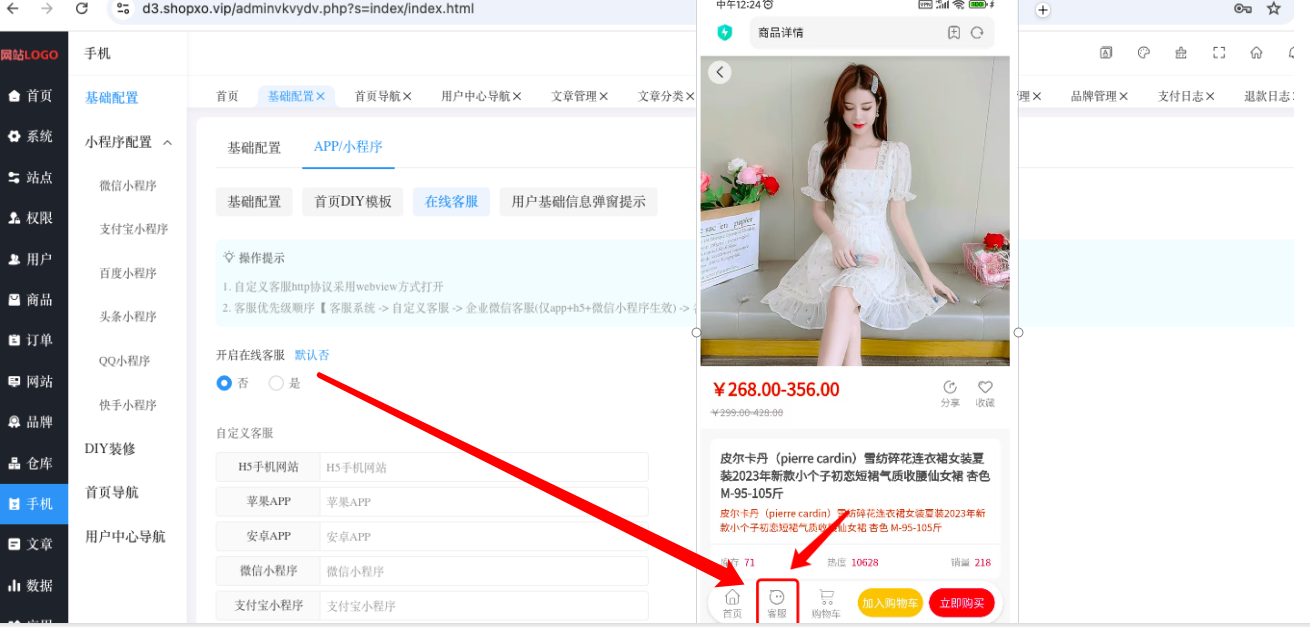 d3.shopxo.vip/adminvkvydv.php?s=index/index.html
网站LOGO
首页
系统
站点
权限
用户
商品
订单
网站
品牌
仓库
手机
文章
数据
手机
基础配置
小程序配置
微信小程序
支付宝小程序
百度小程序
头条小程序
QQ小程序
快手小程序
DIY装修
首页导航
用户中心导航
首页
基础配置✕
首页导航✕
用户中心导航✕
文章管理✕
文章分类✕
理✕
品牌管理✕
支付日志✕
退款日志
基础配置
APP/小程序
基础配置
首页DIY模板
在线客服
用户基础信息弹窗提示
操作提示
1. 自定义客服http协议采用webview方式打开
2. 客服优先级顺序【 客服系统 -> 自定义客服 -> 企业微信客服(仅app+h5+微信小程序生效) ->
开启在线客服 默认否
否
是
自定义客服
H5手机网站 H5手机网站
苹果APP 苹果APP
安卓APP 安卓APP
微信小程序 微信小程序
支付宝小程序 支付宝小程序
中午12:24
商品详情
￥268.00-356.00
￥299.00-428.00
分享
收藏
皮尔卡丹（pierre cardin）雪纺碎花连衣裙女装夏
装2023年新款小个子初恋短裙气质收腰仙女裙 杏色
M-95-105斤
皮尔卡丹（pierre cardin）雪纺碎花连衣裙女装夏装2023年新
款小个子初恋短裙气质收腰仙女裙 杏色 M-95-105斤
库存 71
热度 10628
销量 218
首页
客服
购物车
加入购物车
立即购买